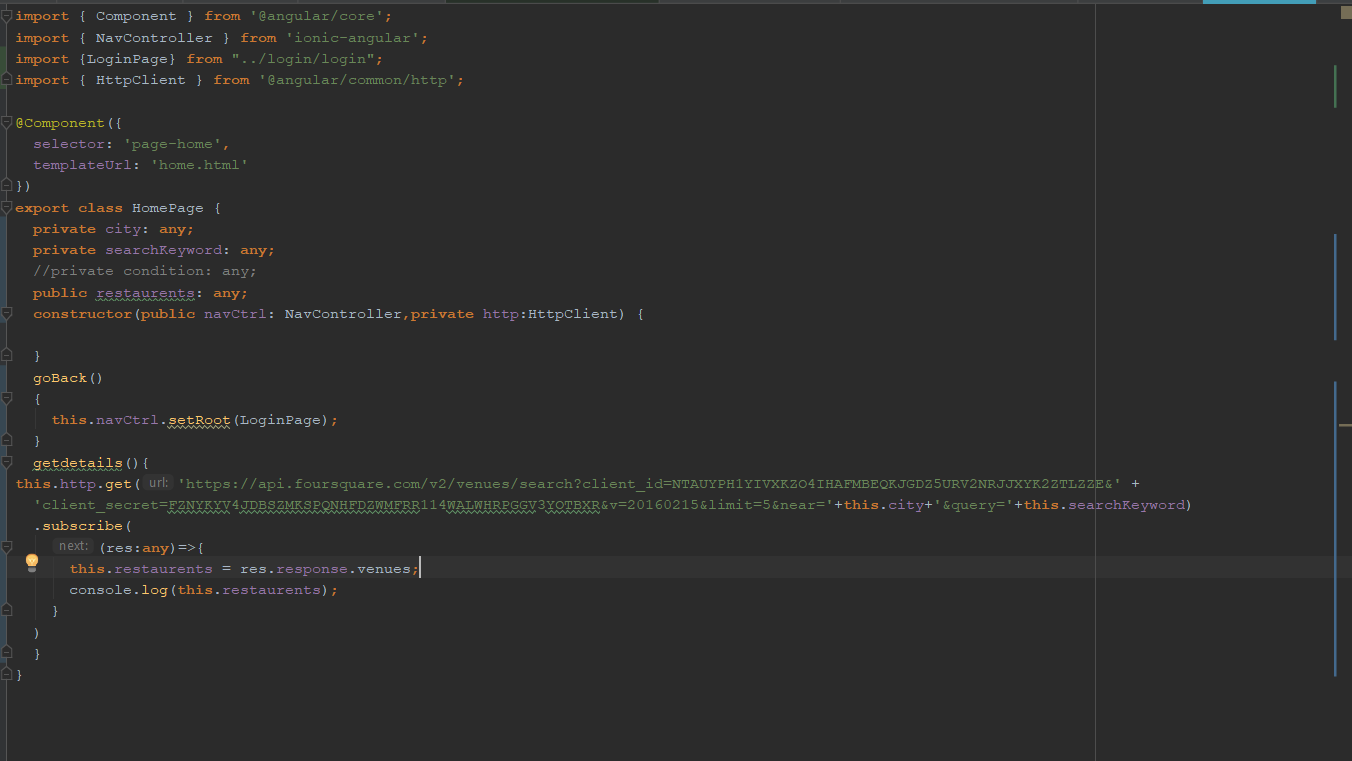 import { Component } from '@angular/core';
import { NavController } from 'ionic-angular';
import {LoginPage} from "../login/login";
import { HttpClient } from '@angular/common/http';
@Component({
selector: 'page-home',
templateUrl: 'home.html'
})
export class HomePage {
private city: any;
private searchKeyword: any;
//private condition: any;
public restaurents: any;
constructor(public navCtrl: NavController,private http:HttpClient) {
}
goBack()
{
this.navCtrl.setRoot(LoginPage);
}
getdetails(){
this.http.get( url: 'https://api.foursquare.com/v2/venues/search?client_id=NTAUYPH1YIVXKZO4IHAFMBEQKJGDZ5URV2NRJJXYK2ZTLZZE&' +
'client_secret=FZNYKYV4JDBSZMKSPQNHFDZWMFRR114WALWHRPGGV3YOTBXR&v=20160215&limit=5&near='+this.city+'&query='+this.searchKeyword)
.subscribe(
next: (res:any)=>{
this.restaurents = res.response.venues;
console.log(this.restaurents);
}
)
}
}